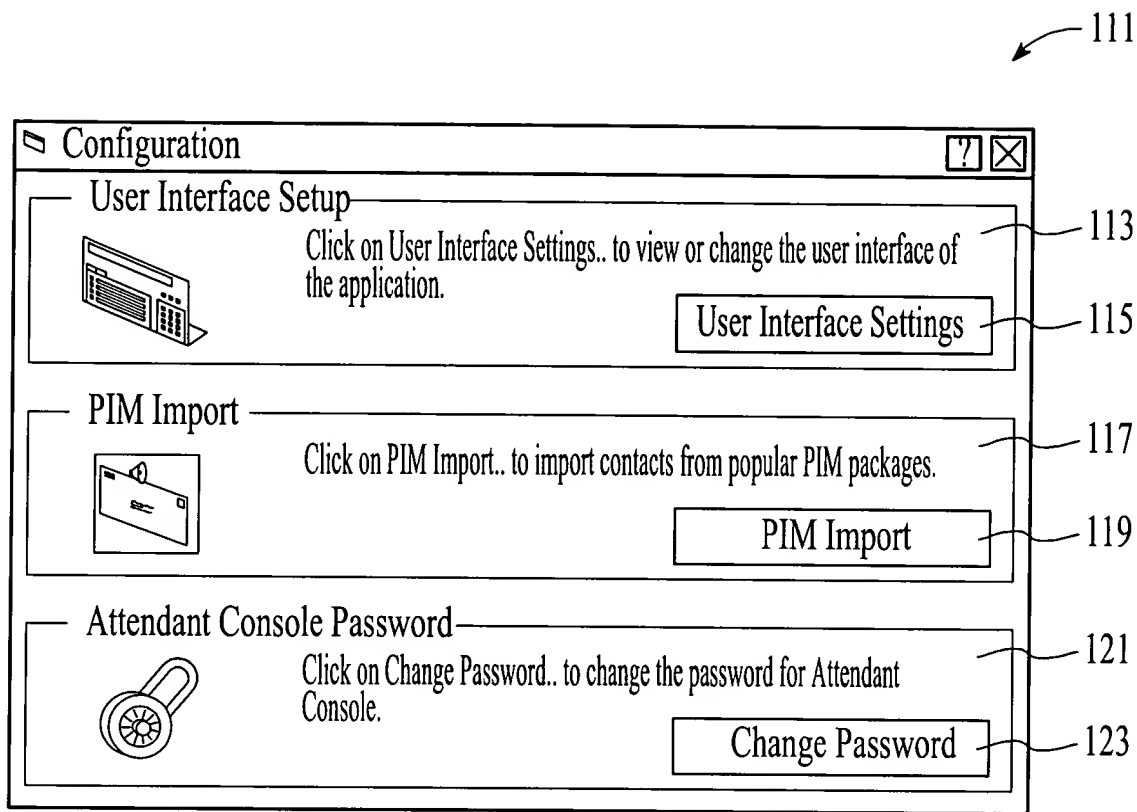 111
Configuration
?
User Interface Setup
Click on User Interface Settings.. to view or change the user interface of
the application.
113
User Interface Settings
115
PIM Import
Click on PIM Import.. to import contacts from popular PIM packages.
117
PIM Import
119
Attendant Console Password
Click on Change Password.. to change the password for Attendant
Console.
121
Change Password
123